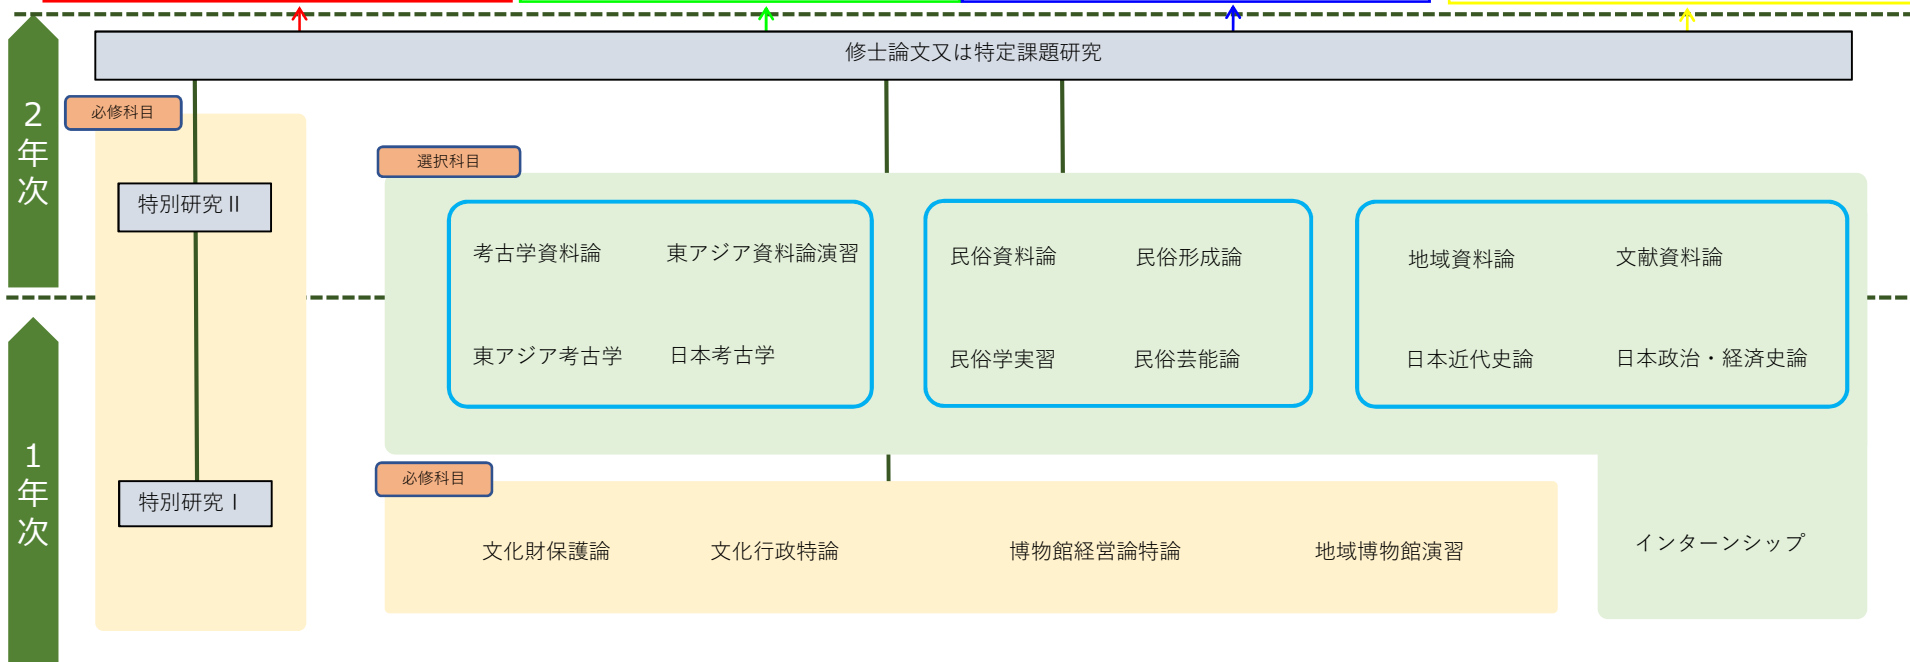 修士論文又は特定課題研究
2年次
必修科目
選択科目
特別研究Ⅱ
考古学資料論
東アジア資料論演習
民俗資料論
民俗形成論
地域資料論
文献資料論
東アジア考古学
日本考古学
民俗学実習
民俗芸能論
日本近代史論
日本政治・経済史論
1年次
必修科目
特別研究Ⅰ
文化財保護論
文化行政特論
博物館経営論特論
地域博物館演習
インターンシップ